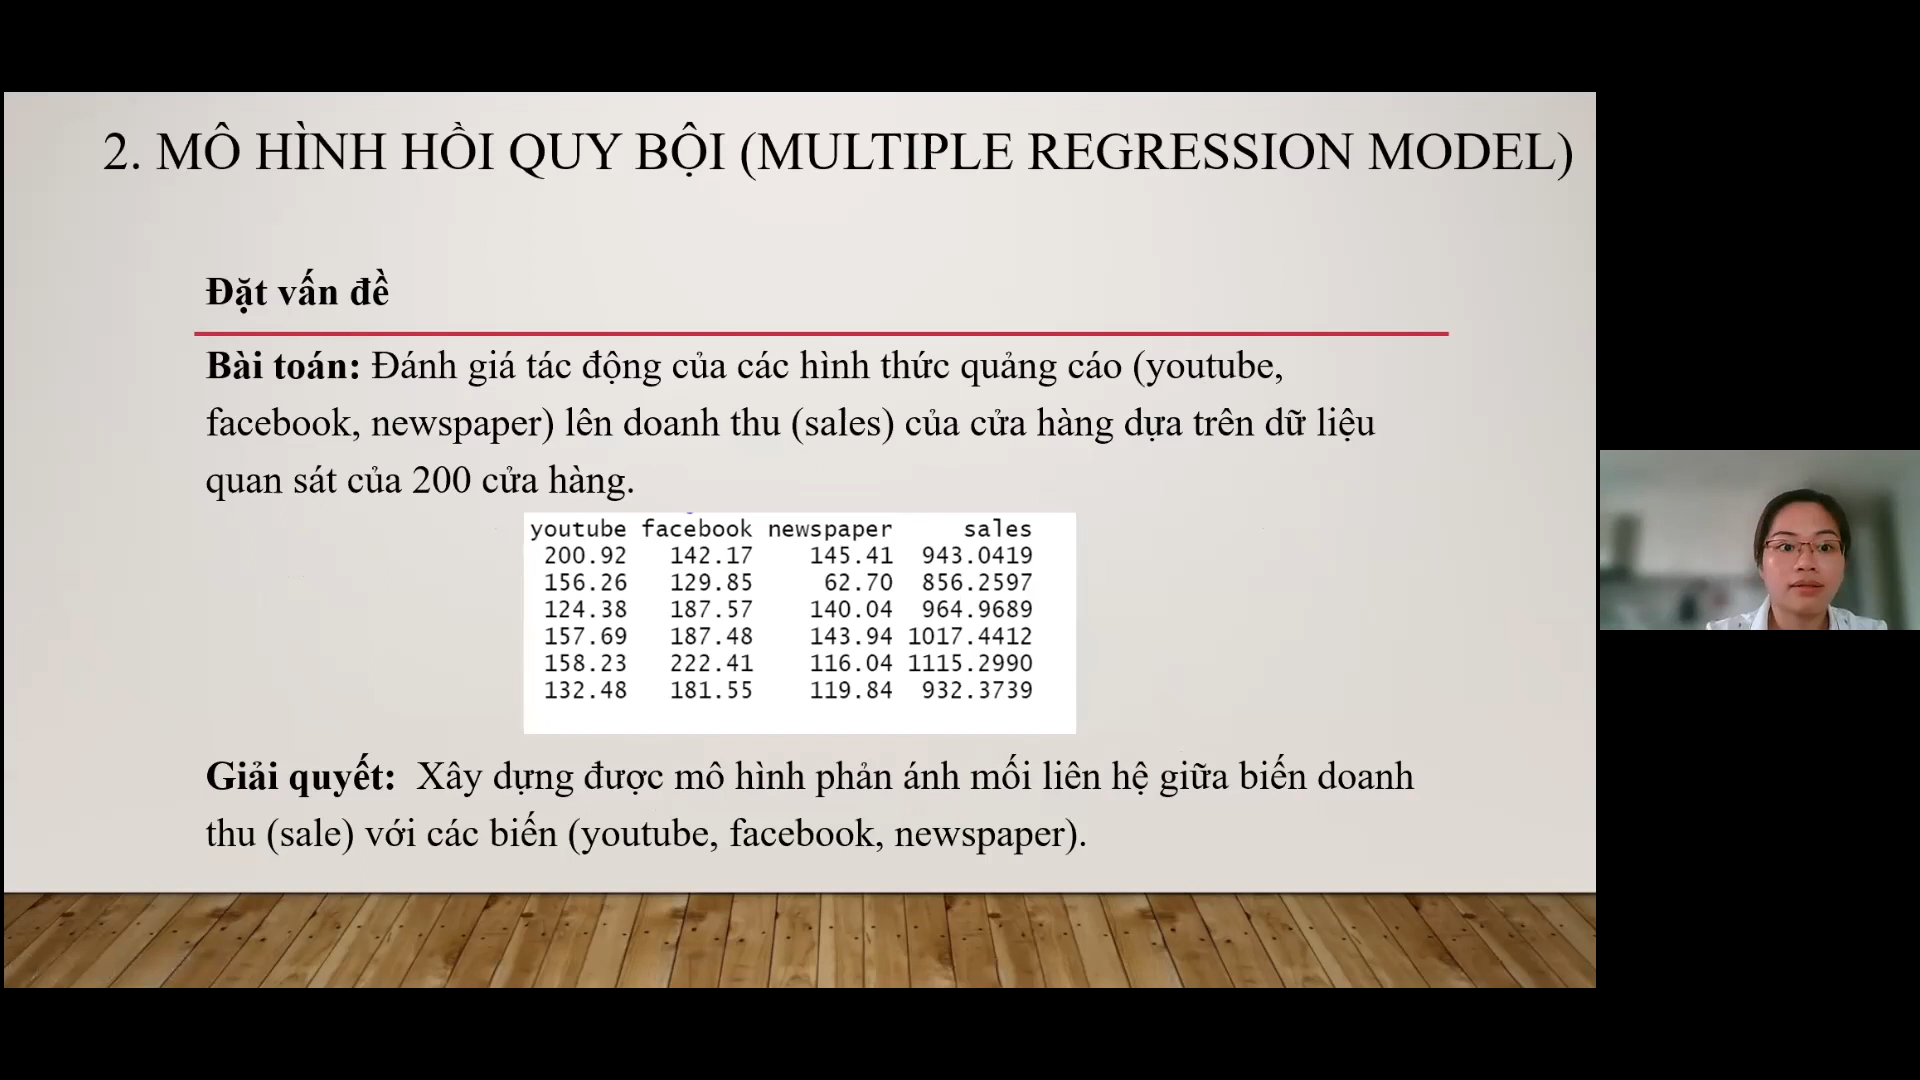 2. MÔ HÌNH HỒI QUY BỘI (MULTIPLE REGRESSION MODEL)
Đặt vấn đề
Bài toán: Đánh giá tác động của các hình thức quảng cáo (youtube,
facebook, newspaper) lên doanh thu (sales) của cửa hàng dựa trên dữ liệu
quan sát của 200 cửa hàng.
youtube facebook newspaper sales
200.92 142.17 145.41 943.0419
156.26 129.85 62.70 856.2597
124.38 187.57 140.04 964.9689
157.69 187.48 143.94 1017.4412
158.23 222.41 116.04 1115.2990
132.48 181.55 119.84 932.3739
Giải quyết: Xây dựng được mô hình phản ánh mối liên hệ giữa biến doanh
thu (sale) với các biến (youtube, facebook, newspaper).